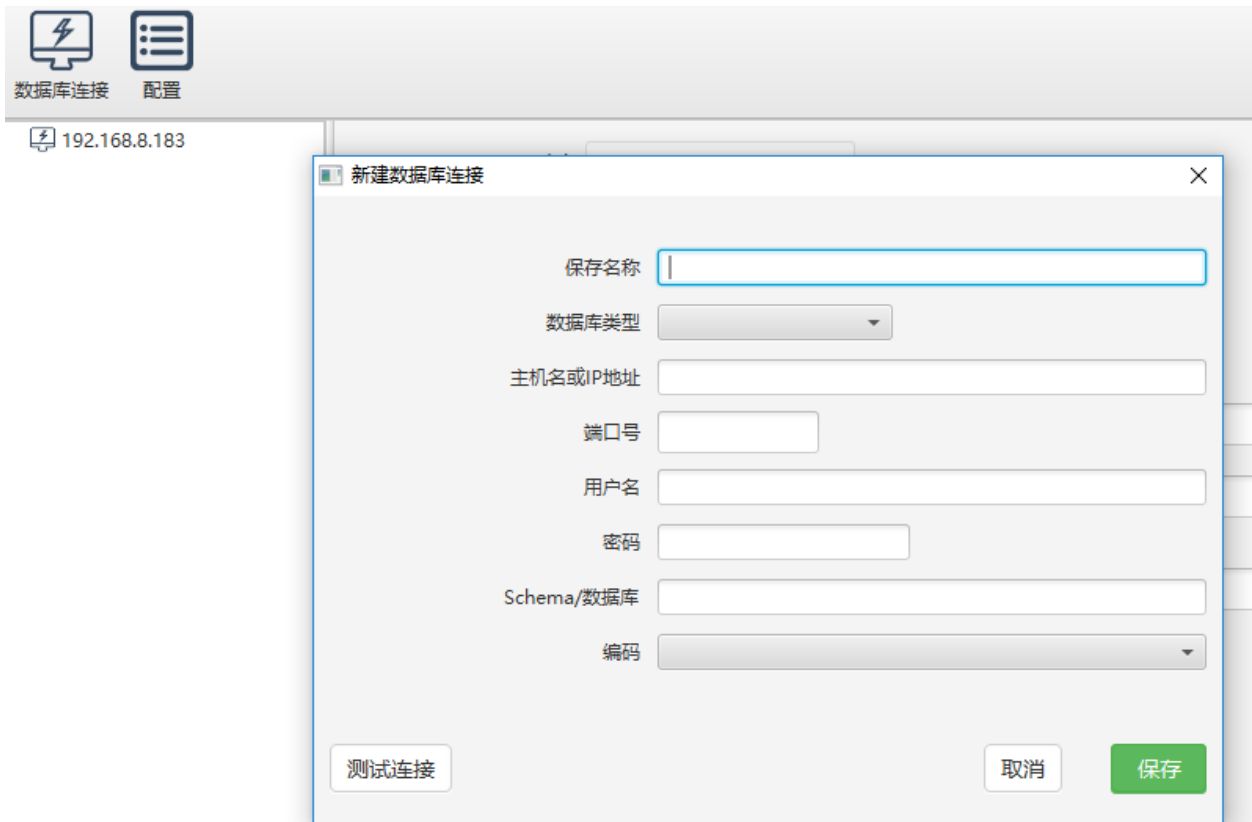 数据库连接 配置
192.168.8.183
新建数据库连接
保存名称
数据库类型
主机名或IP地址
端口号
用户名
密码
Schema/数据库
编码
测试连接 取消 保存